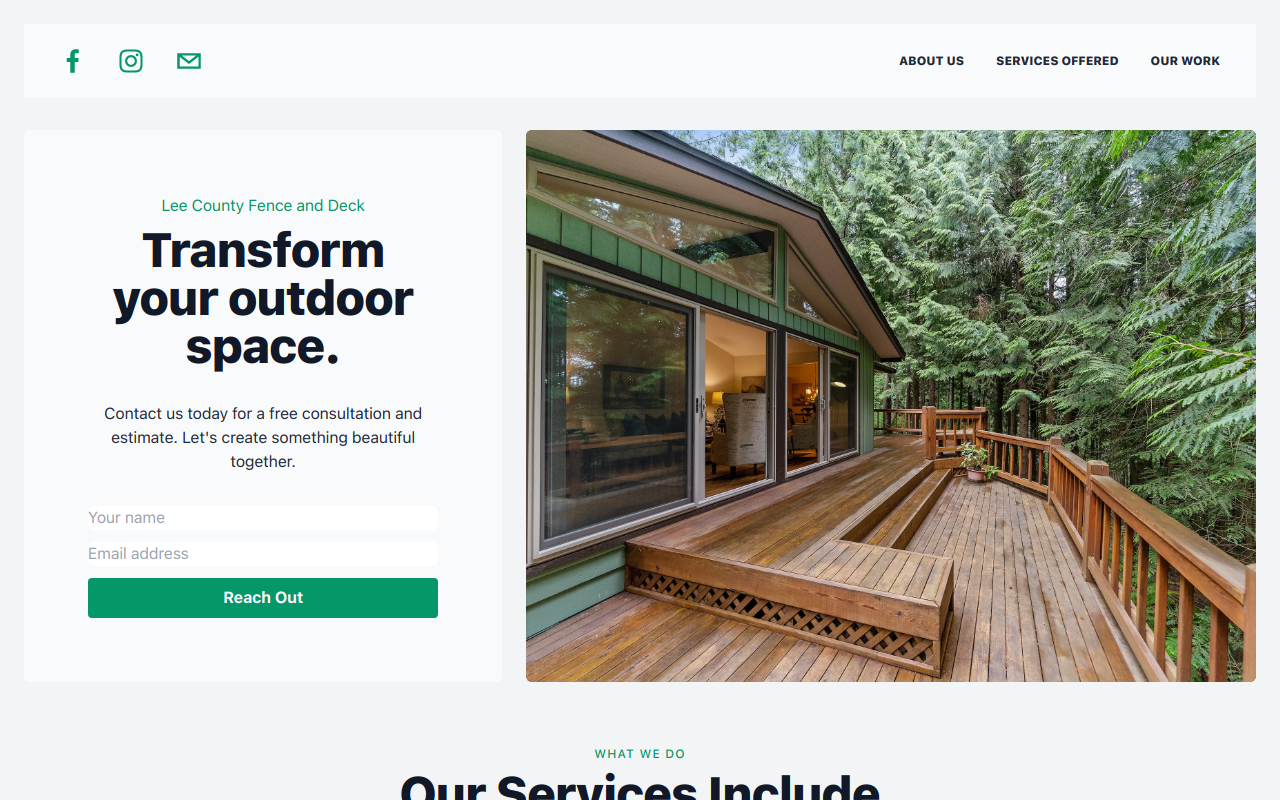 ABOUT US
SERVICES OFFERED
OUR WORK
Lee County Fence and Deck
Transform
your outdoor
space.
Contact us today for a free consultation and
estimate. Let's create something beautiful
together.
Your name
Email address
Reach Out
WHAT WE DO
Our Services Include